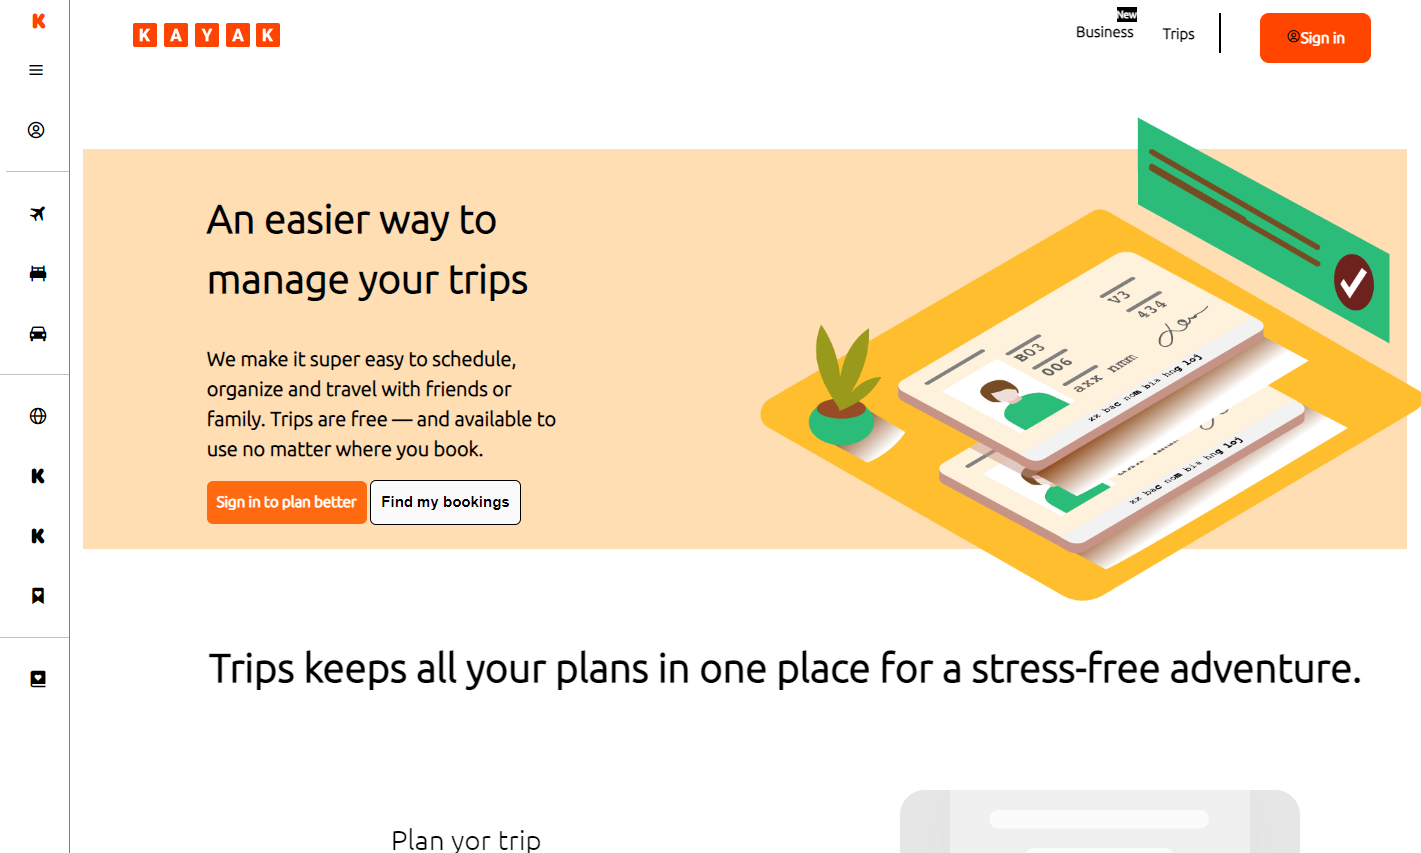 K A Y A K
New
Business
Trips
Sign in
An easier way to
manage your trips
We make it super easy to schedule,
organize and travel with friends or
family. Trips are free — and available to
use no matter where you book.
Sign in to plan better
Find my bookings
V3
434
BO3
006
axx nmm
xx bac nom bia hng loj
xx bac nom bia hng loj
Trips keeps all your plans in one place for a stress-free adventure.
Plan yor trip